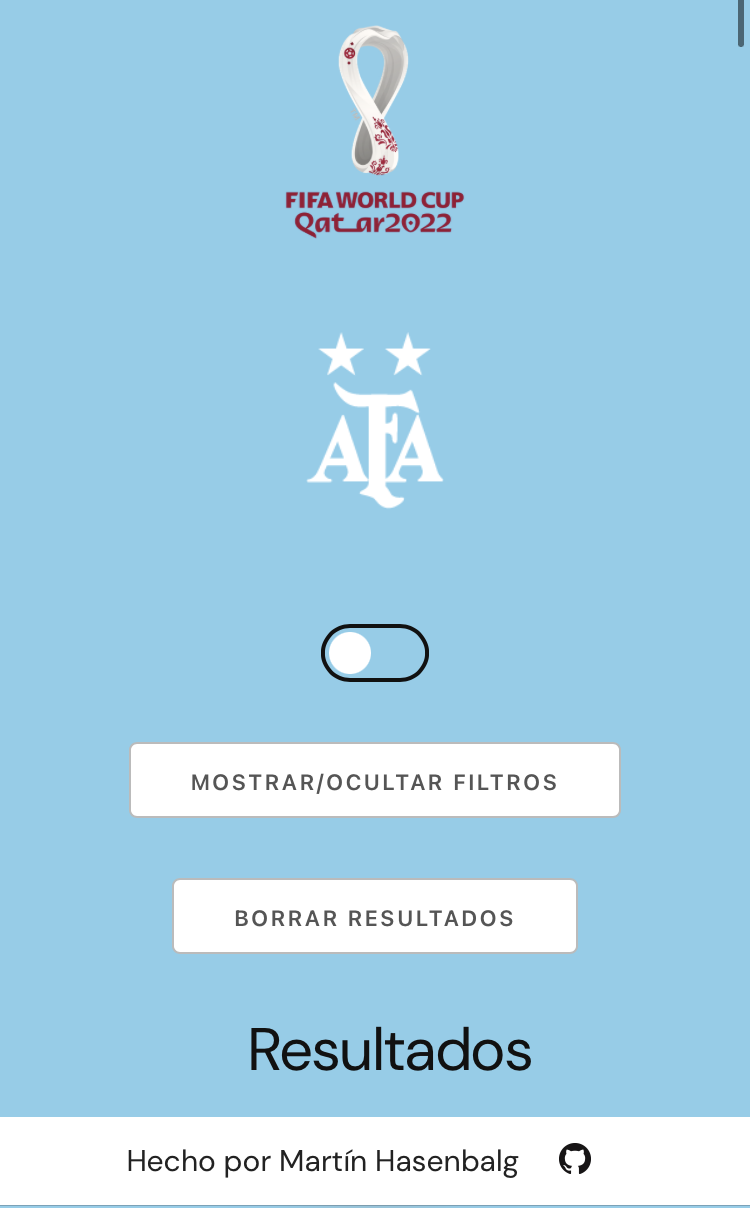 FIFA WORLD CUP
Qatar2022
AFA
MOSTRAR/OCULTAR FILTROS
BORRAR RESULTADOS
Resultados
Hecho por Martín Hasenbalg